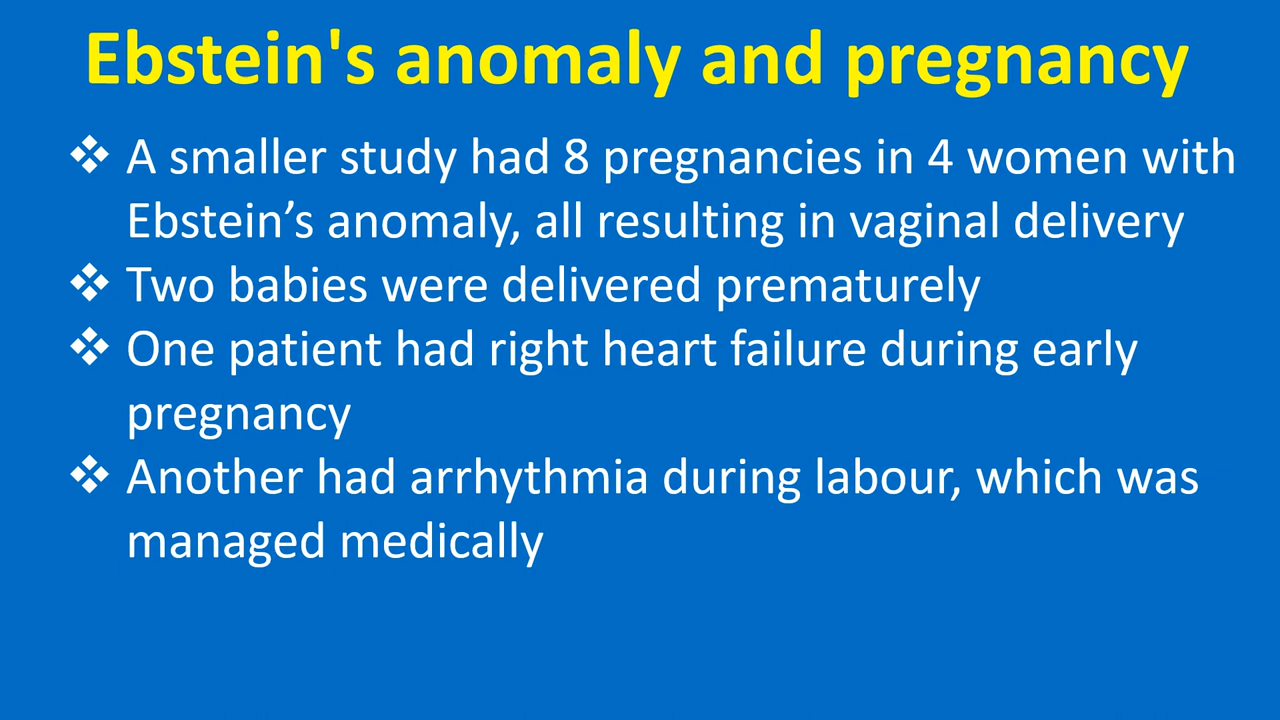 Ebstein's anomaly and pregnancy
❖ A smaller study had 8 pregnancies in 4 women with
Ebstein’s anomaly, all resulting in vaginal delivery
❖ Two babies were delivered prematurely
❖ One patient had right heart failure during early
pregnancy
❖ Another had arrhythmia during labour, which was
managed medically